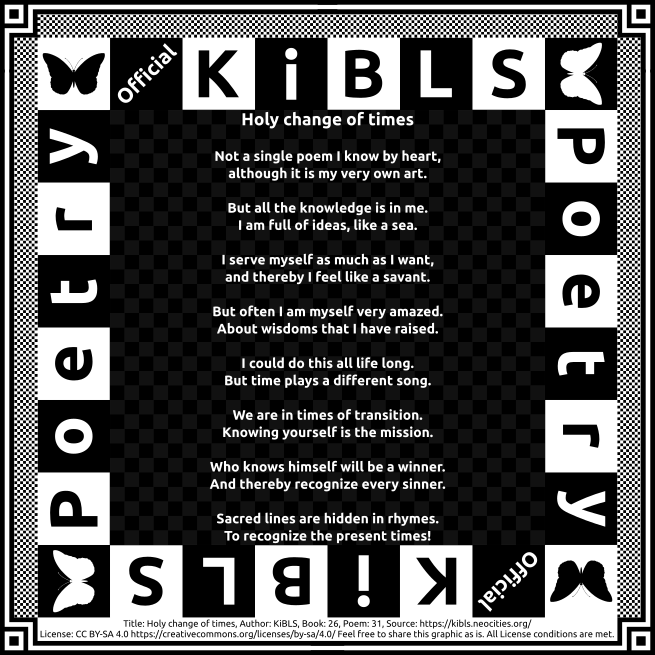 Official KiBLS
Poetry
Poetry
Holy change of times
Not a single poem I know by heart,
although it is my very own art.
But all the knowledge is in me.
I am full of ideas, like a sea.
I serve myself as much as I want,
and thereby I feel like a savant.
But often I am myself very amazed.
About wisdoms that I have raised.
I could do this all life long.
But time plays a different song.
We are in times of transition.
Knowing yourself is the mission.
Who knows himself will be a winner.
And thereby recognize every sinner.
Sacred lines are hidden in rhymes.
To recognize the present times!
Official KiBLS
Title: Holy change of times, Author: KiBLS, Book: 26, Poem: 31, Source: https://kibls.neocities.org/
License: CC BY-SA 4.0 https://creativecommons.org/licenses/by-sa/4.0/ Feel free to share this graphic as is. All License conditions are met.